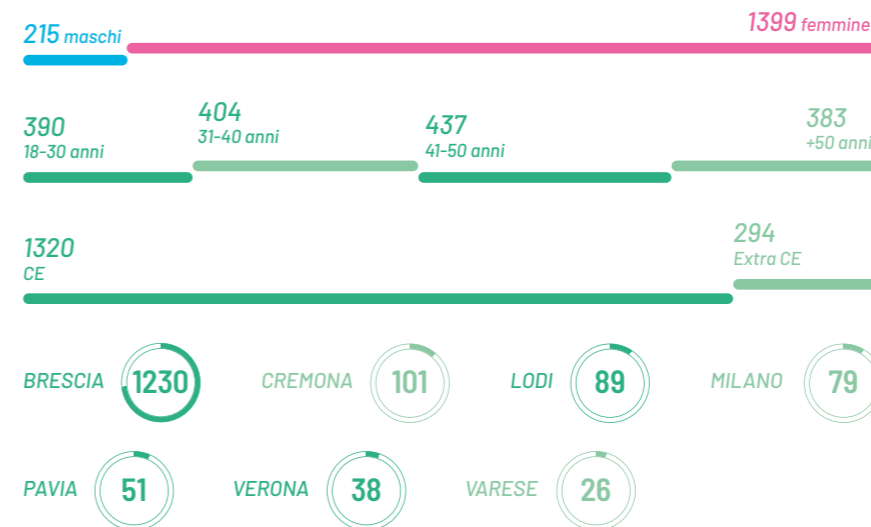 215 maschi
1399 femmine
390
18-30 anni
404
31-40 anni
437
41-50 anni
383
+50 anni
1320
CE
294
Extra CE
BRESCIA 1230
CREMONA 101
LODI 89
MILANO 79
PAVIA 51
VERONA 38
VARESE 26